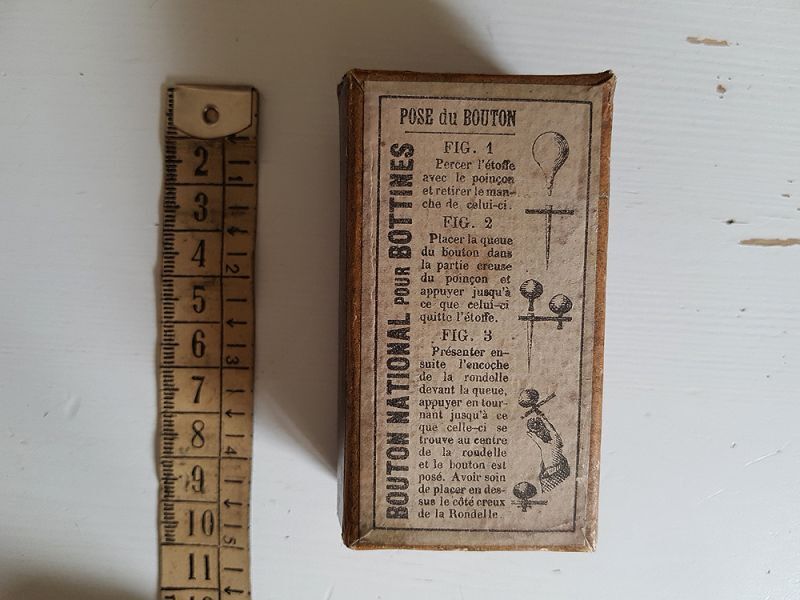 POSE du BOUTON
BOUTON NATIONAL POUR BOTTINES
FIG. 1
Percer l'étoffe
avec le poinçon
et retirer le man-
che de celui-ci.
FIG. 2
Placer la queue
du bouton dans
la partie creuse
du poinçon et
appuyer jusqu'à
ce que celui-ci
quitte l'étoffe.
FIG. 3
Présenter en-
suite l'encoche
de la rondelle
devant la queue,
appuyer en tour-
nant jusqu'à ce
que celle-ci se
trouve au centre
de la rondelle
et le bouton est
posé. Avoir soin
de placer en des-
sus le côté creux
de la Rondelle.
2
3
4
5
6
7
8
9
10
11
1
2
3
4
5